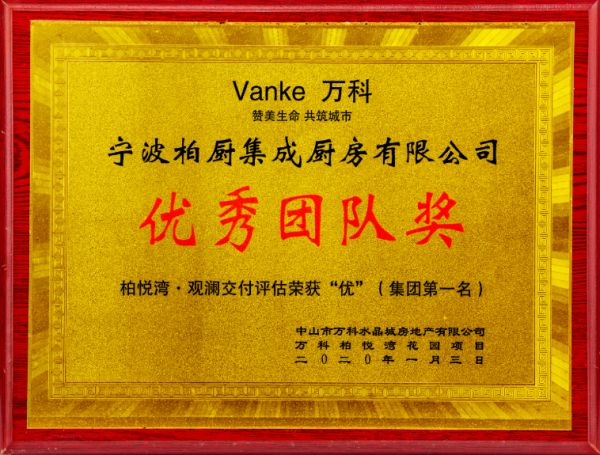 Vanke 万科
赞美生命 共筑城市
宁波柏厨集成厨房有限公司
优秀团队奖
柏悦湾·观澜交付评估荣获“优”(集团第一名)
中山市万科水晶城房地产有限公司
万科柏悦湾花园项目
二〇二〇年一月三日